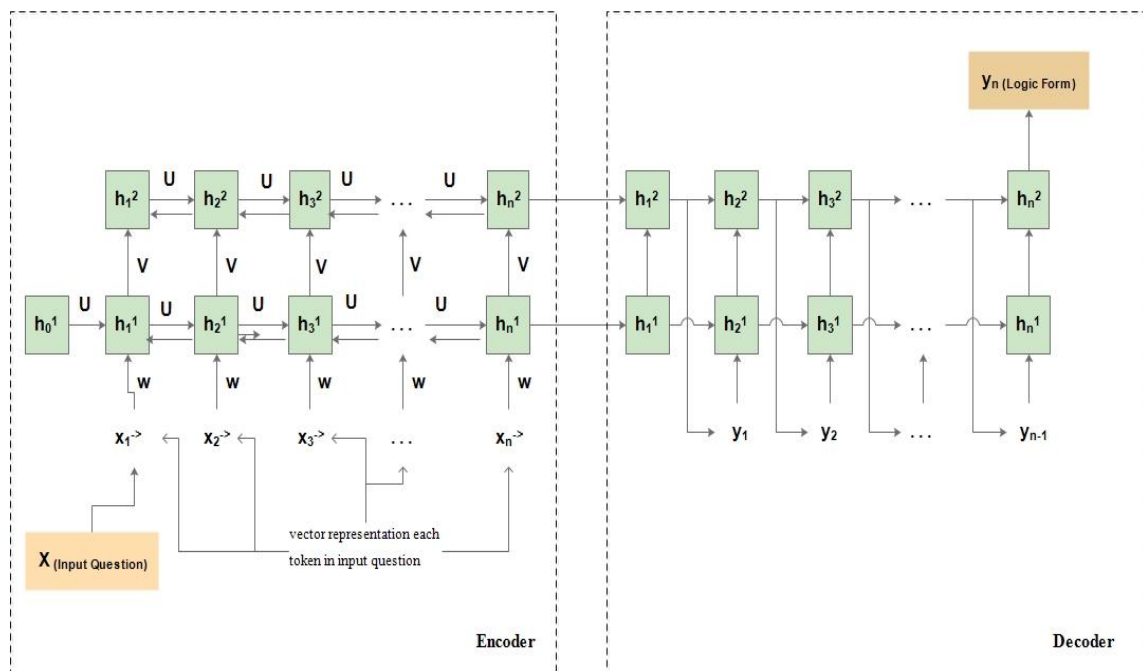 yₙ (Logic Form)
U U U U
h₁² h₂² h₃² ... hₙ² h₁² h₂² h₃² ... hₙ²
V V V V V
U U U U U
h₀¹ h₁¹ h₂¹ h₃¹ ... hₙ¹ h₁¹ h₂¹ h₃¹ ... hₙ¹
W W W W W
x₁-> x₂-> x₃-> ... xₙ-> y₁ y₂ ... yₙ₋₁
vector representation each
token in input question
X (Input Question)
Encoder
Decoder